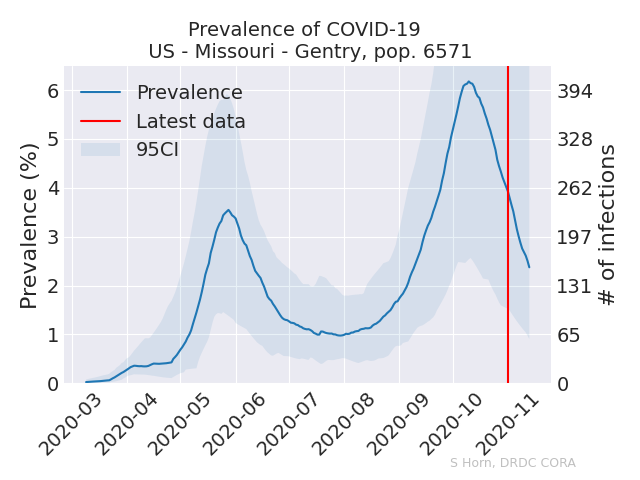 Prevalence of COVID-19
US - Missouri - Gentry, pop. 6571
Prevalence
Latest data
95CI
Prevalence (%)
6
5
4
3
2
1
0
394
328
262
197
131
65
0
# of infections
2020-03
2020-04
2020-05
2020-06
2020-07
2020-08
2020-09
2020-10
2020-11
S Horn, DRDC CORA